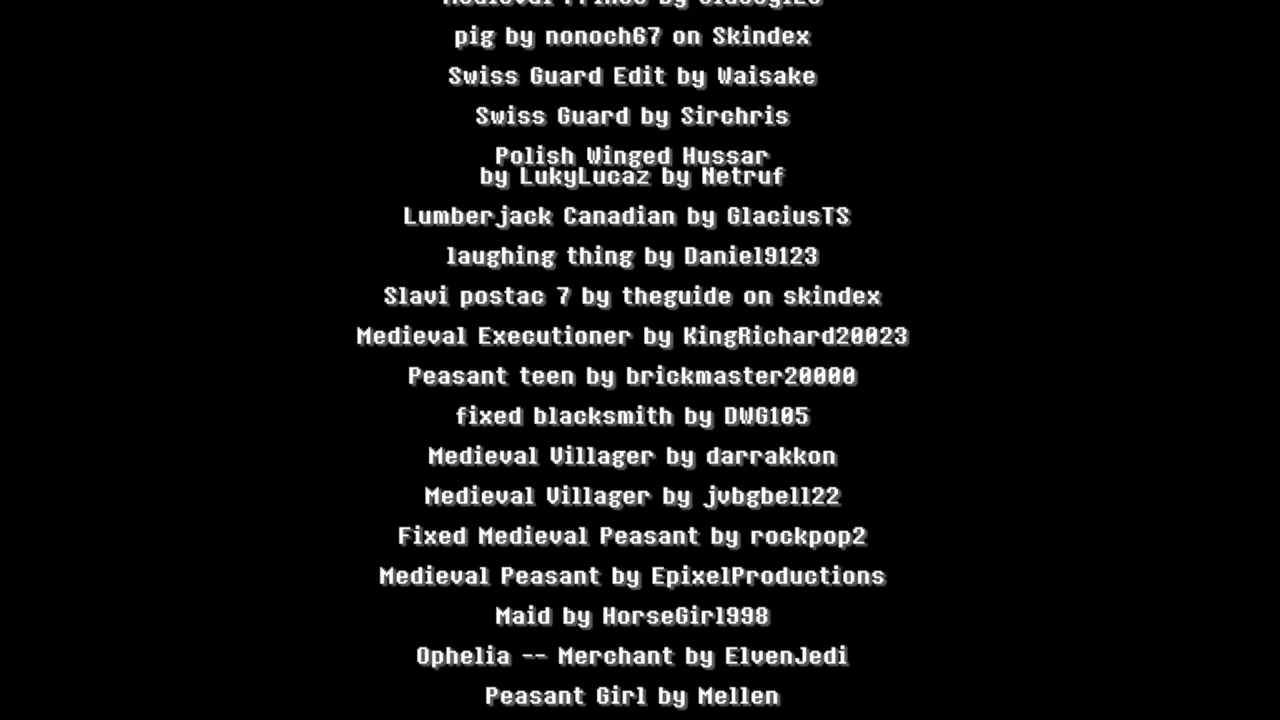 Medieval Prince by
pig by nonoch67 on Skindex
Swiss Guard Edit by Waisake
Swiss Guard by Sirchris
Polish Winged Hussar
by LukyLucaz by Netruf
Lumberjack Canadian by GlaciusTS
laughing thing by Daniel9123
Slavi postac 7 by theguide on skindex
Medieval Executioner by KingRichard20023
Peasant teen by brickmaster20000
fixed blacksmith by DWG105
Medieval Villager by darrakkon
Medieval Villager by jvbgbell22
Fixed Medieval Peasant by rockpop2
Medieval Peasant by EpixelProductions
Maid by HorseGirl998
Ophelia -- Merchant by ElvenJedi
Peasant Girl by Mellen